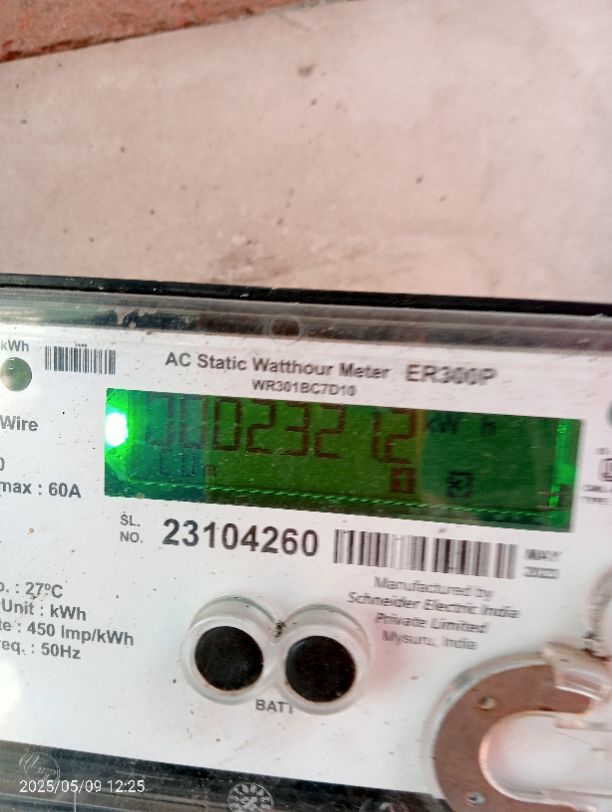 kWh
AC Static Watthour Meter ER300P
WR301BC7D10
Wire
kW h
max : 60A
SL.
NO. 23104260
MAY
2023
Manufactured by
Schneider Electric India
Private Limited
Mysuru, India
: 27°C
Unit : kWh
te : 450 Imp/kWh
req. : 50Hz
BATT
2025/05/09 12:25